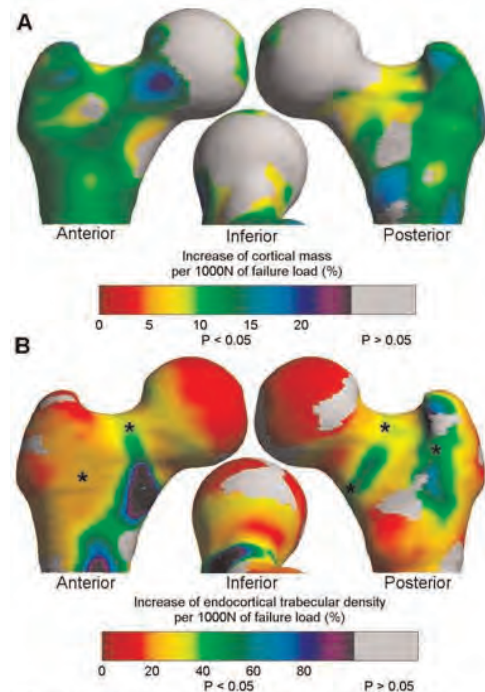 A
Anterior
Inferior
Posterior
Increase of cortical mass
per 1000N of failure load (%)
0 5 10 15 20
P < 0.05 P > 0.05
B
* * * * *
Anterior
Inferior
Posterior
Increase of endocortical trabecular density
per 1000N of failure load (%)
0 20 40 60 80
P < 0.05 P > 0.05